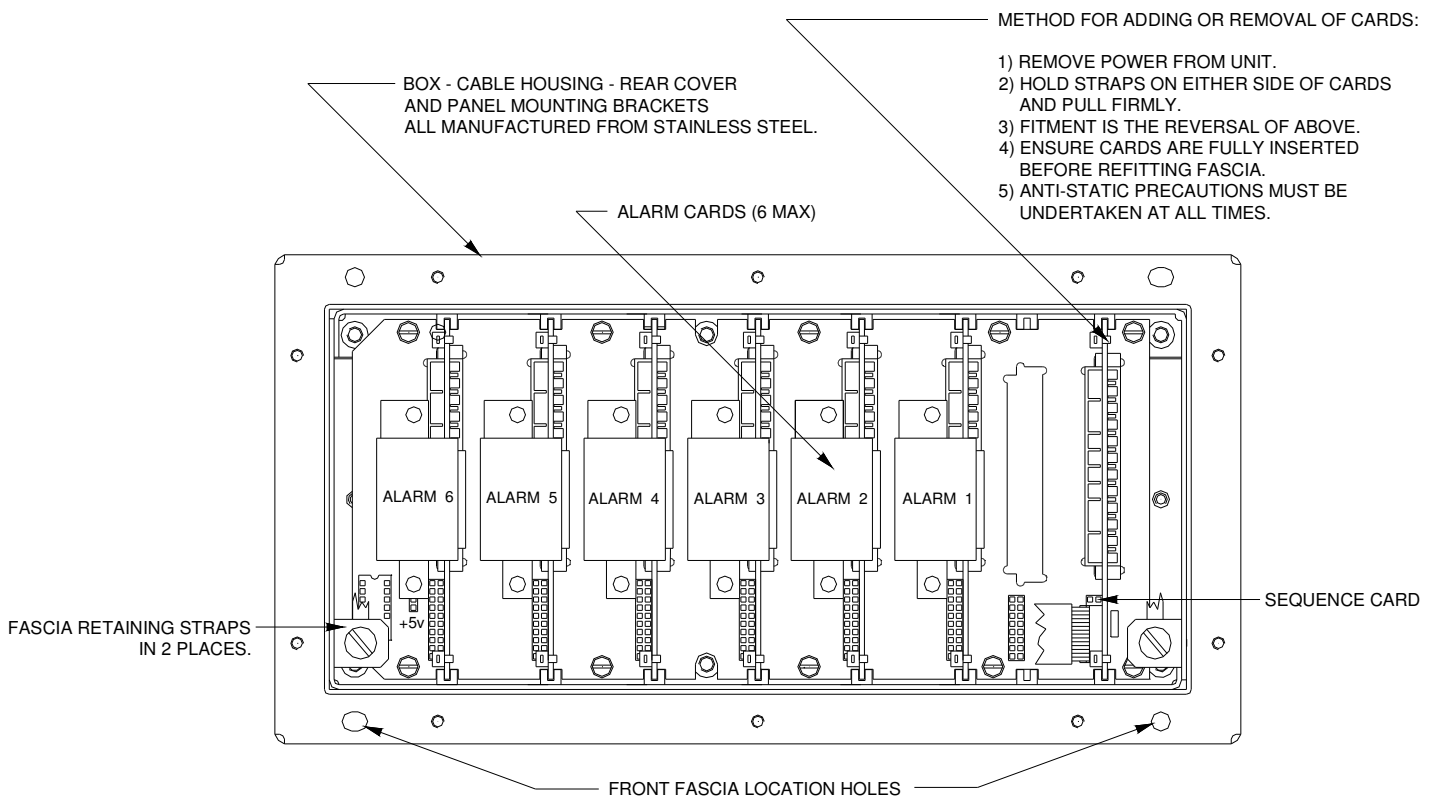 METHOD FOR ADDING OR REMOVAL OF CARDS:
1) REMOVE POWER FROM UNIT.
2) HOLD STRAPS ON EITHER SIDE OF CARDS
AND PULL FIRMLY.
3) FITMENT IS THE REVERSAL OF ABOVE.
4) ENSURE CARDS ARE FULLY INSERTED
BEFORE REFITTING FASCIA.
5) ANTI-STATIC PRECAUTIONS MUST BE
UNDERTAKEN AT ALL TIMES.
BOX - CABLE HOUSING - REAR COVER
AND PANEL MOUNTING BRACKETS
ALL MANUFACTURED FROM STAINLESS STEEL.
ALARM CARDS (6 MAX)
ALARM 6
ALARM 5
ALARM 4
ALARM 3
ALARM 2
ALARM 1
+5v
SEQUENCE CARD
FASCIA RETAINING STRAPS
IN 2 PLACES.
FRONT FASCIA LOCATION HOLES